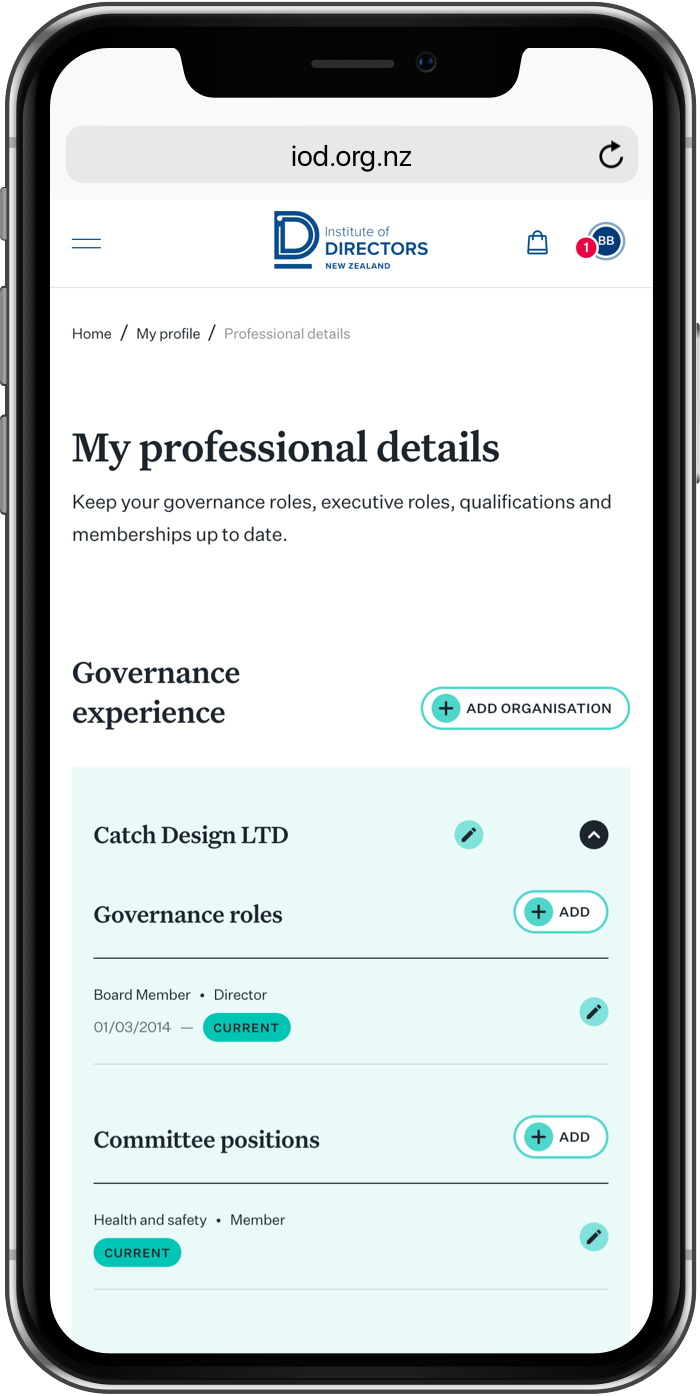 iod.org.nz
Institute of
DIRECTORS
NEW ZEALAND
1
BB
Home / My profile / Professional details
My professional details
Keep your governance roles, executive roles, qualifications and
memberships up to date.
Governance
experience
ADD ORGANISATION
Catch Design LTD
Governance roles
ADD
Board Member • Director
01/03/2014 — CURRENT
Committee positions
ADD
Health and safety • Member
CURRENT